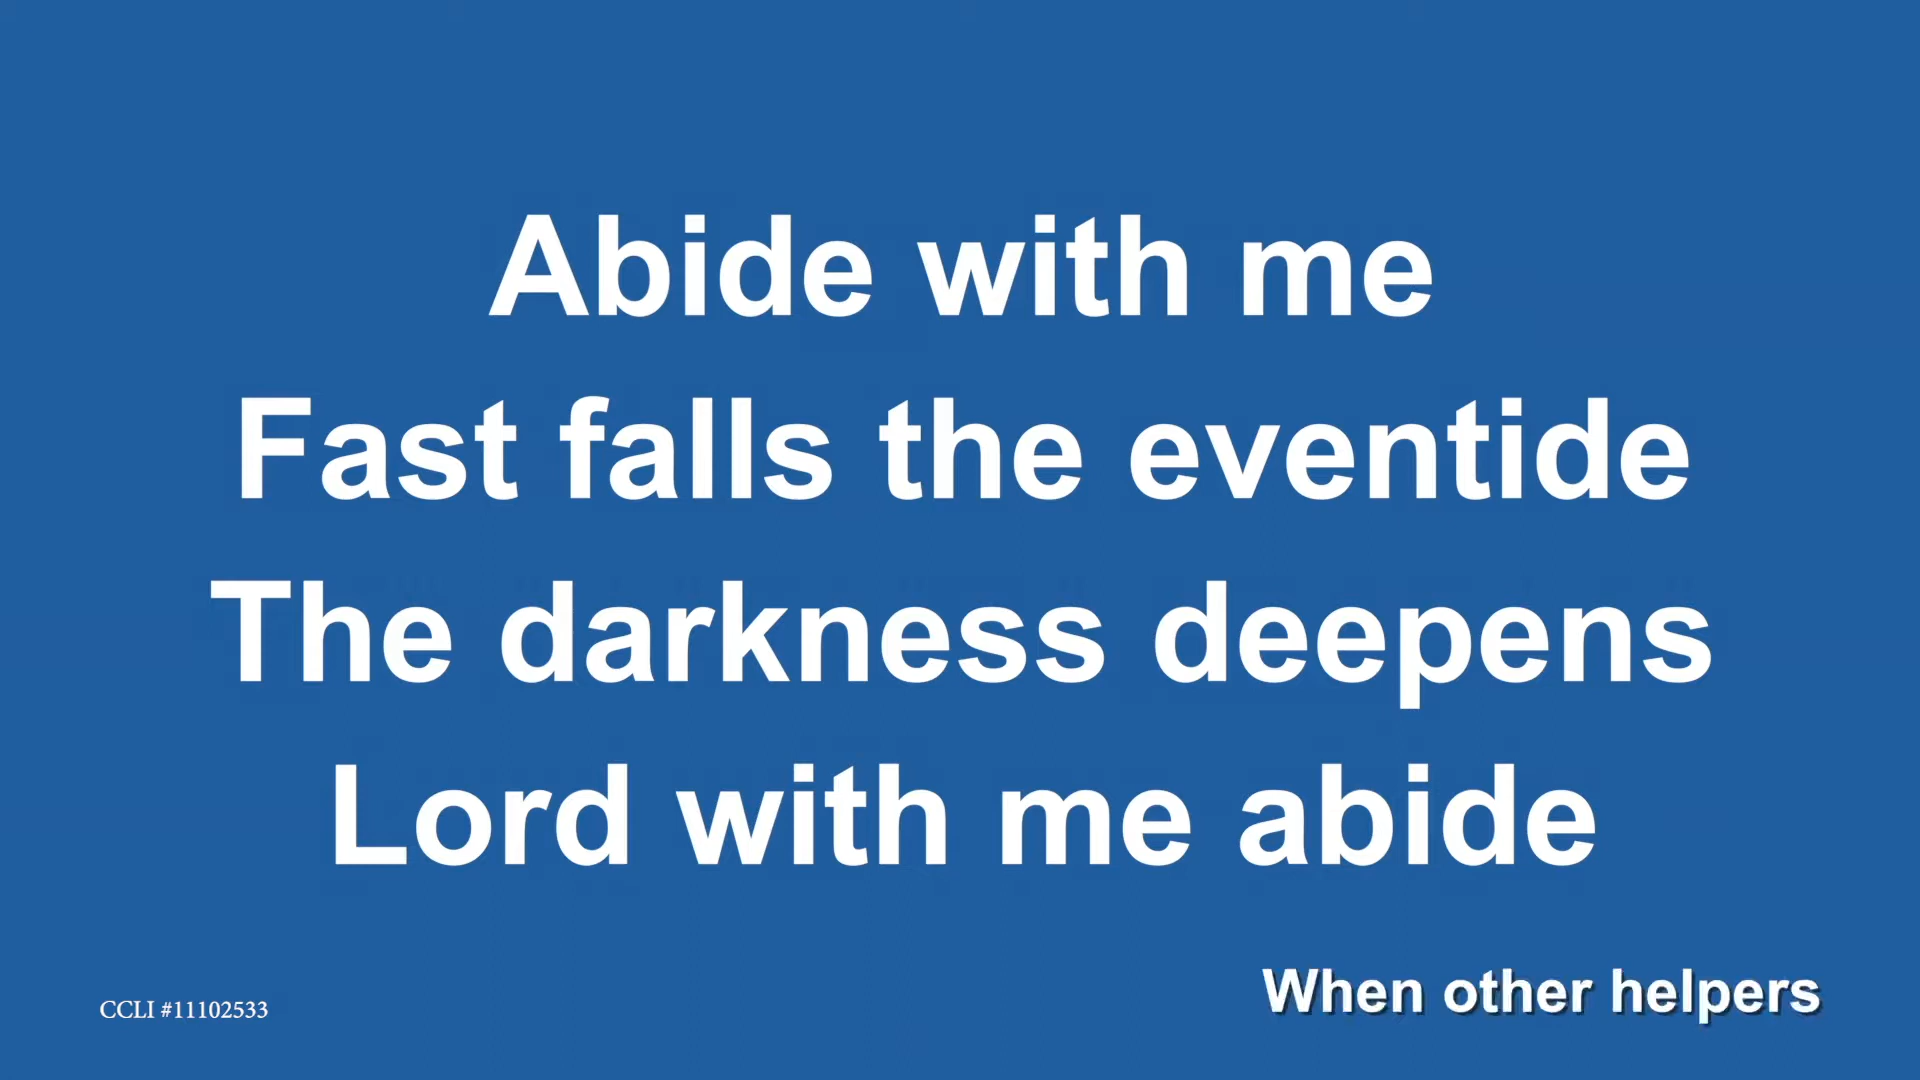 Abide with me
Fast falls the eventide
The darkness deepens
Lord with me abide
When other helpers
CCLI #11102533